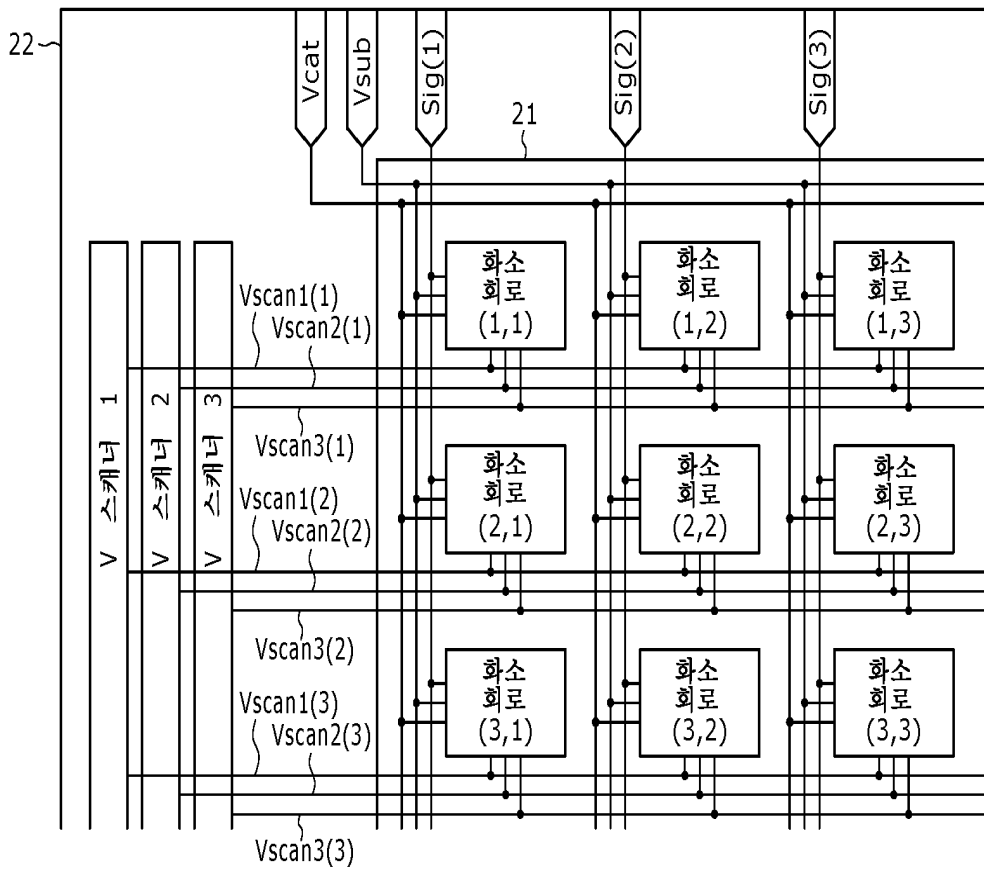 22
Vcat
Vsub
Sig(1)
Sig(2)
Sig(3)
21
화소
회로
(1,1)
화소
회로
(1,2)
화소
회로
(1,3)
Vscan1(1)
Vscan2(1)
Vscan3(1)
V 스캐너 1
V 스캐너 2
V 스캐너 3
화소
회로
(2,1)
화소
회로
(2,2)
화소
회로
(2,3)
Vscan1(2)
Vscan2(2)
Vscan3(2)
화소
회로
(3,1)
화소
회로
(3,2)
화소
회로
(3,3)
Vscan1(3)
Vscan2(3)
Vscan3(3)